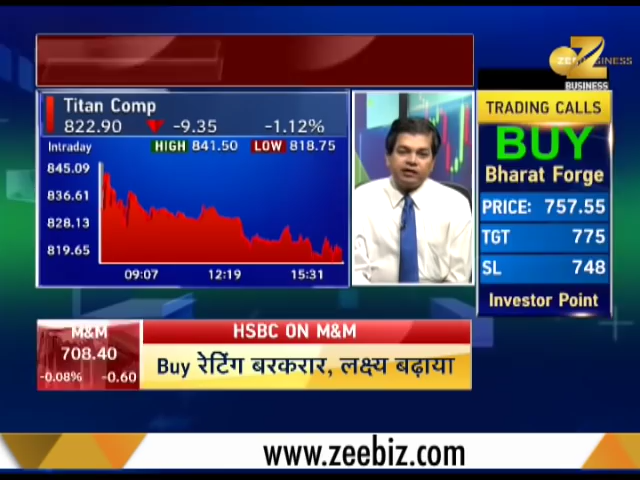 ZEE BUSINESS
BUSINESS
Titan Comp
822.90 -9.35 -1.12%
Intraday HIGH 841.50 LOW 818.75
845.09
836.61
828.13
819.65
09:07 12:19 15:31
TRADING CALLS
BUY
Bharat Forge
PRICE: 757.55
TGT 775
SL 748
Investor Point
M&M
708.40
-0.08% -0.60
HSBC ON M&M
Buy रेटिंग बरकरार, लक्ष्य बढ़ाया
www.zeebiz.com